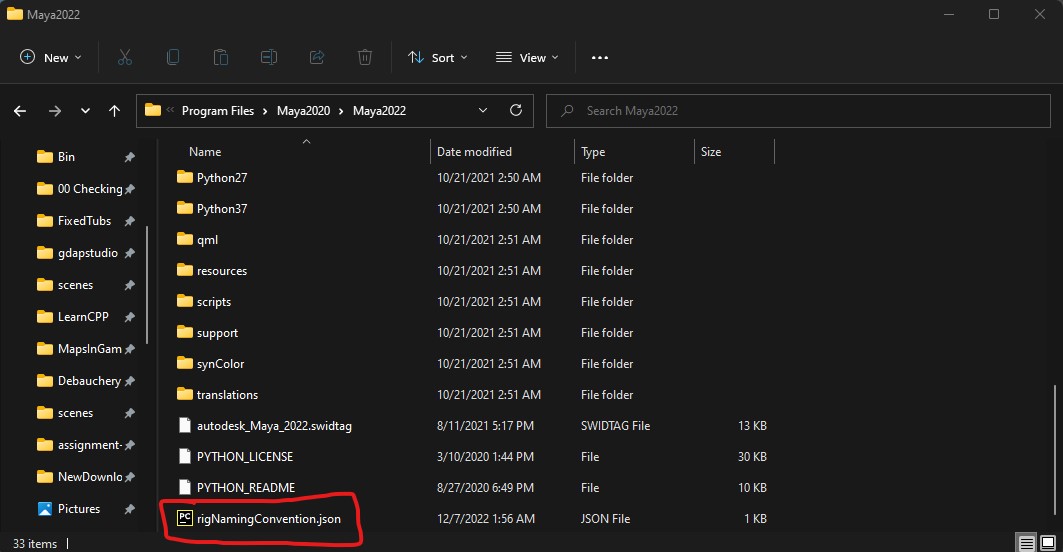 Maya2022
New
Sort
View
Program Files > Maya2020 > Maya2022
Search Maya2022
Name Date modified Type Size
Bin
00 Checking
FixedTubs
gdapstudio
scenes
LearnCPP
MapsInGam
Debauchery
scenes
assignment-
NewDownlo
Pictures
Python27 10/21/2021 2:50 AM File folder
Python37 10/21/2021 2:50 AM File folder
qml 10/21/2021 2:51 AM File folder
resources 10/21/2021 2:51 AM File folder
scripts 10/21/2021 2:51 AM File folder
support 10/21/2021 2:51 AM File folder
synColor 10/21/2021 2:51 AM File folder
translations 10/21/2021 2:51 AM File folder
autodesk_Maya_2022.swidtag 8/11/2021 5:17 PM SWIDTAG File 13 KB
PYTHON_LICENSE 3/10/2020 1:44 PM File 30 KB
PYTHON_README 8/27/2020 6:49 PM File 10 KB
PC rigNamingConvention.json 12/7/2022 1:56 AM JSON File 1 KB
33 items